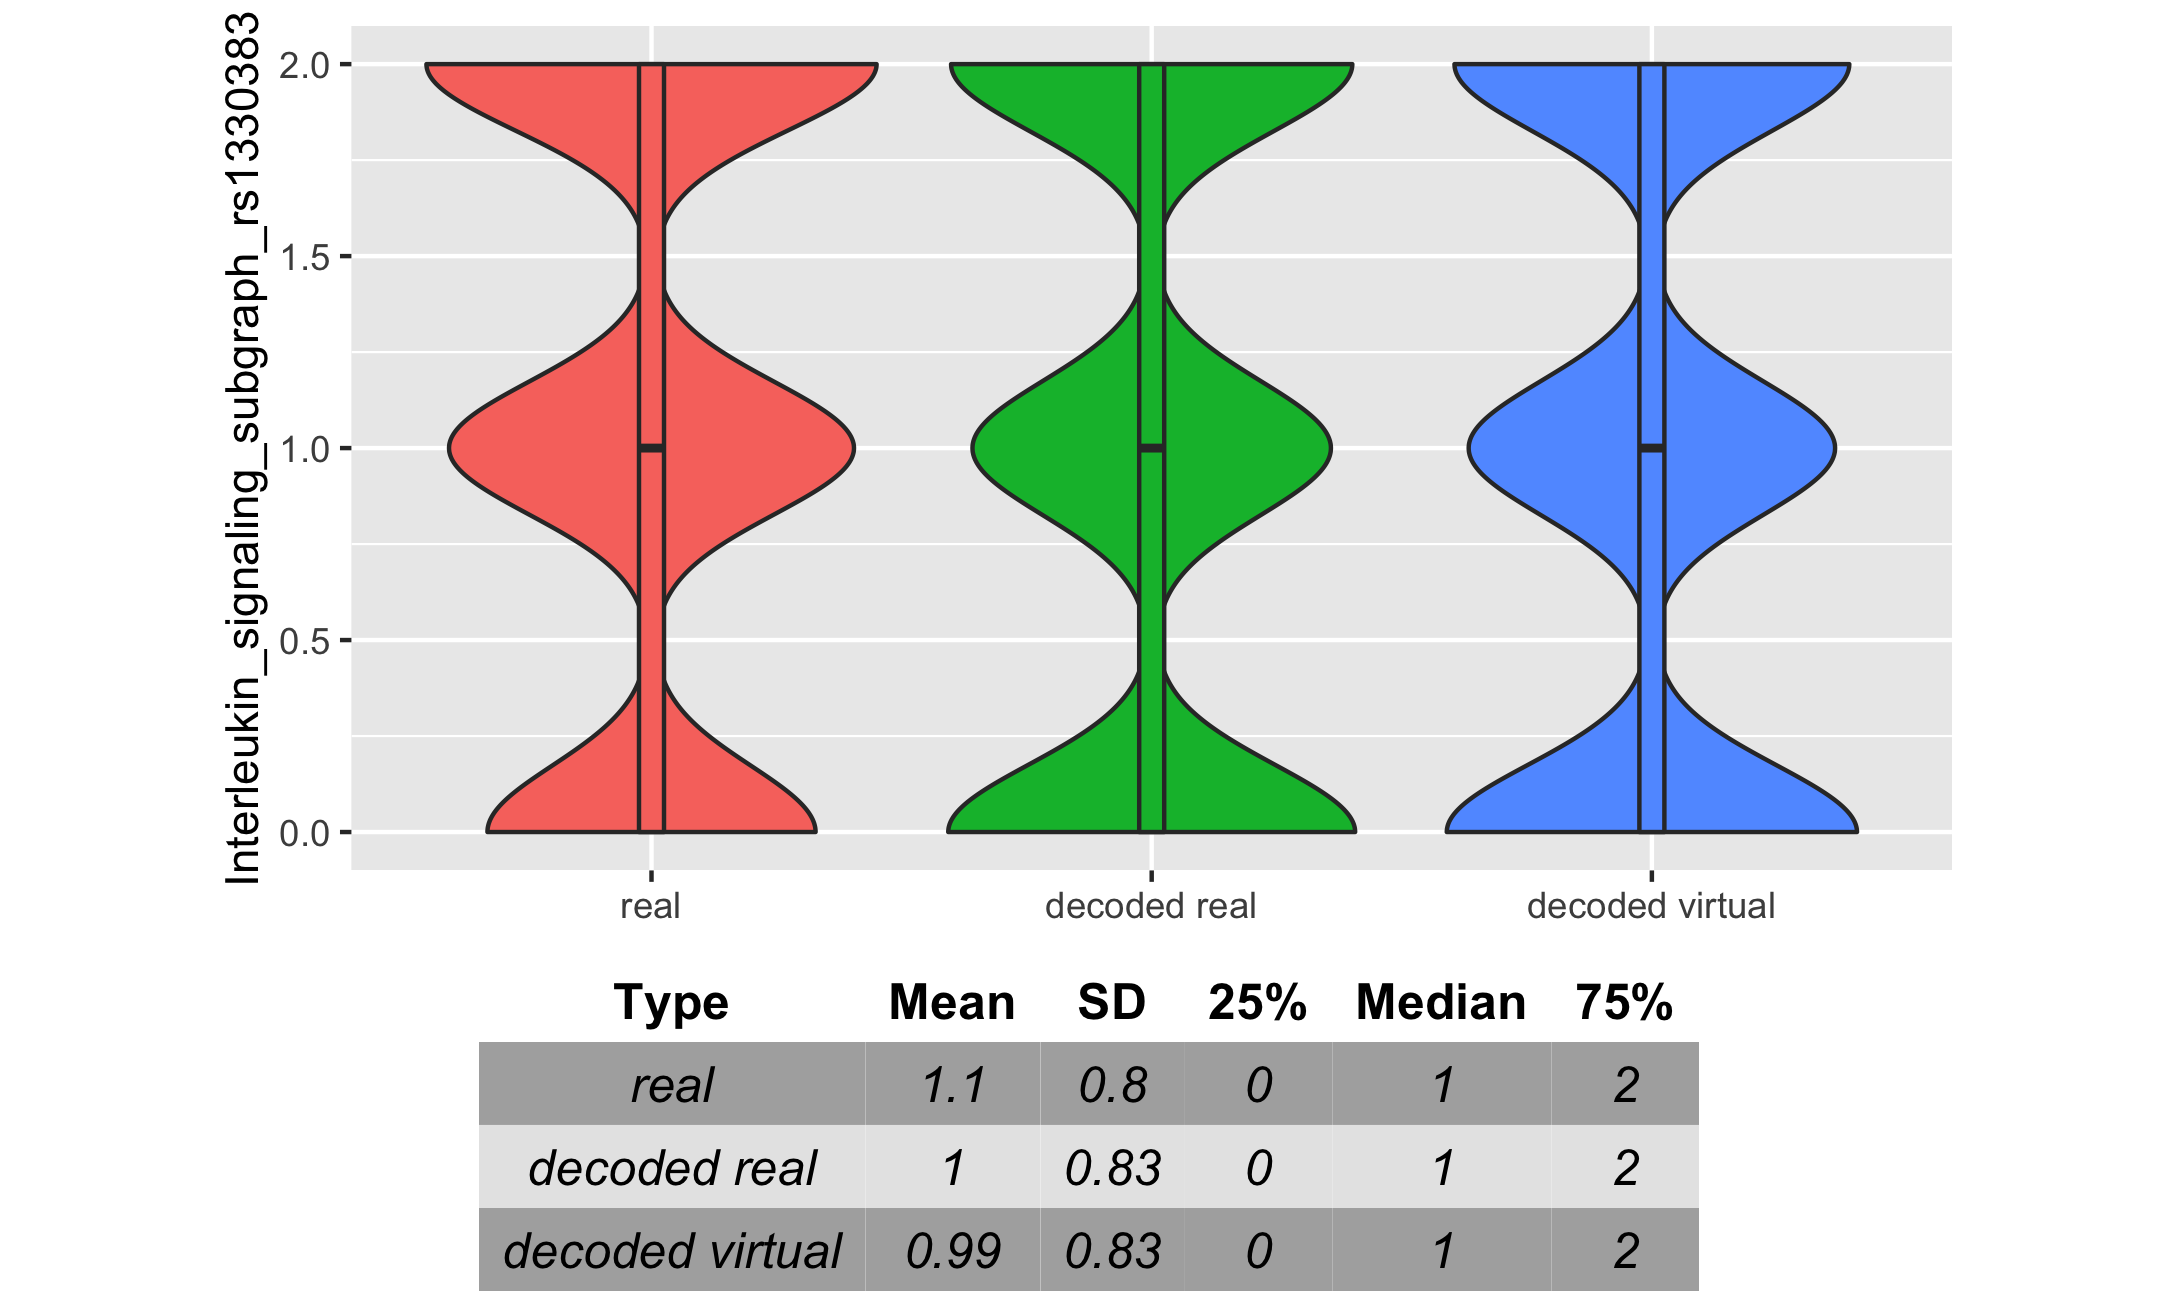 Interleukin_signaling_subgraph_rs1330383
2.0
1.5
1.0
0.5
0.0
real decoded real decoded virtual
Type Mean SD 25% Median 75%
real 1.1 0.8 0 1 2
decoded real 1 0.83 0 1 2
decoded virtual 0.99 0.83 0 1 2